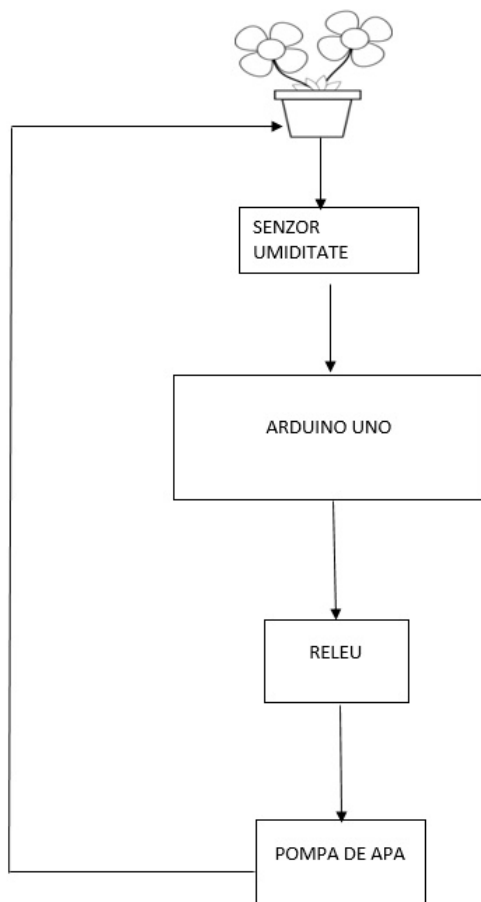 SENZOR
UMIDITATE
ARDUINO UNO
RELEU
POMPA DE APA